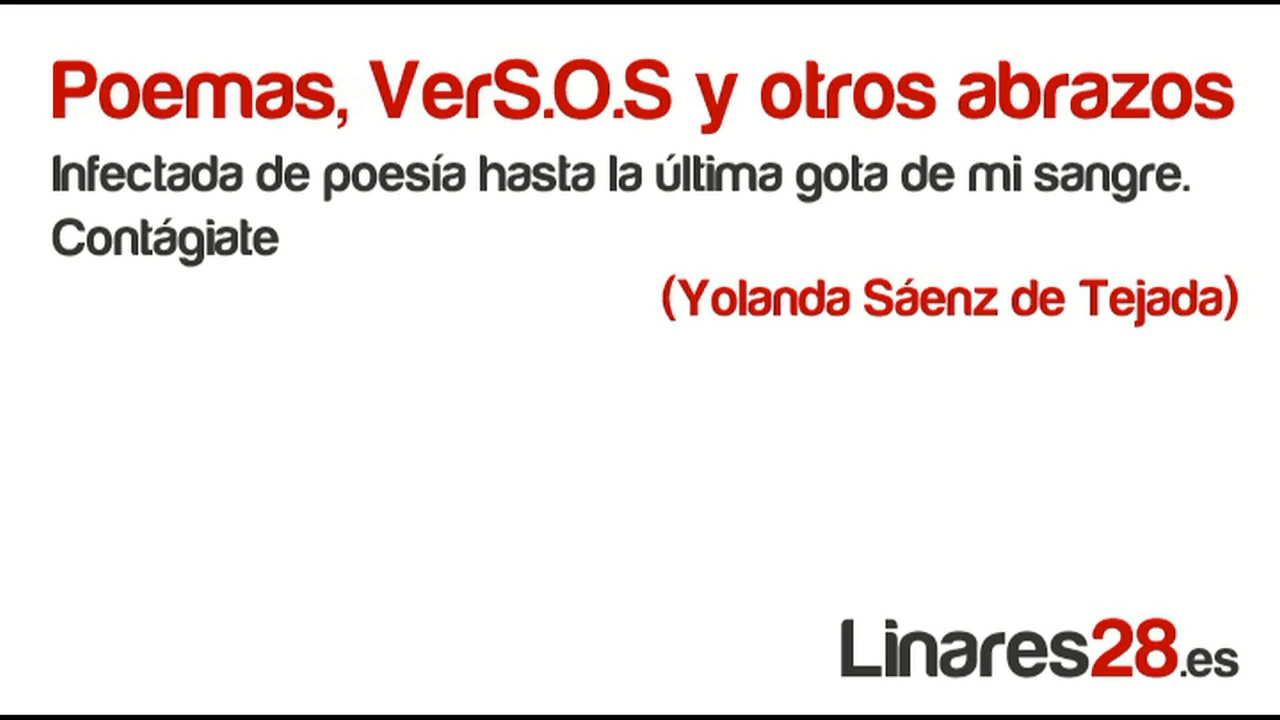 Poemas, VerS.O.S y otros abrazos
Infectada de poesía hasta la última gota de mi sangre.
Contágiate
(Yolanda Sáenz de Tejada)
Linares28.es